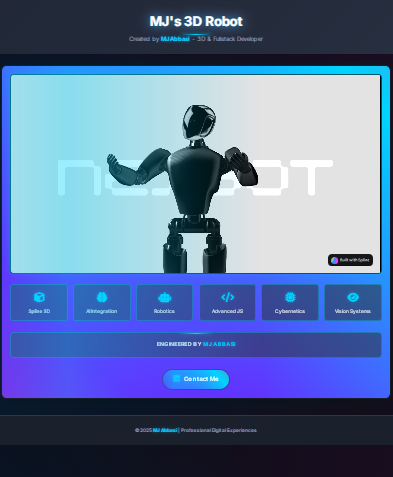 MJ's 3D Robot
Created by MJ Abbasi - 3D & Fullstack Developer
Built with Spline
Spline 3D
AI Integration
Robotics
Advanced JS
Cybernetics
Vision Systems
ENGINEERED BY MJ ABBASI
Contact Me
© 2025 MJ Abbasi | Professional Digital Experiences